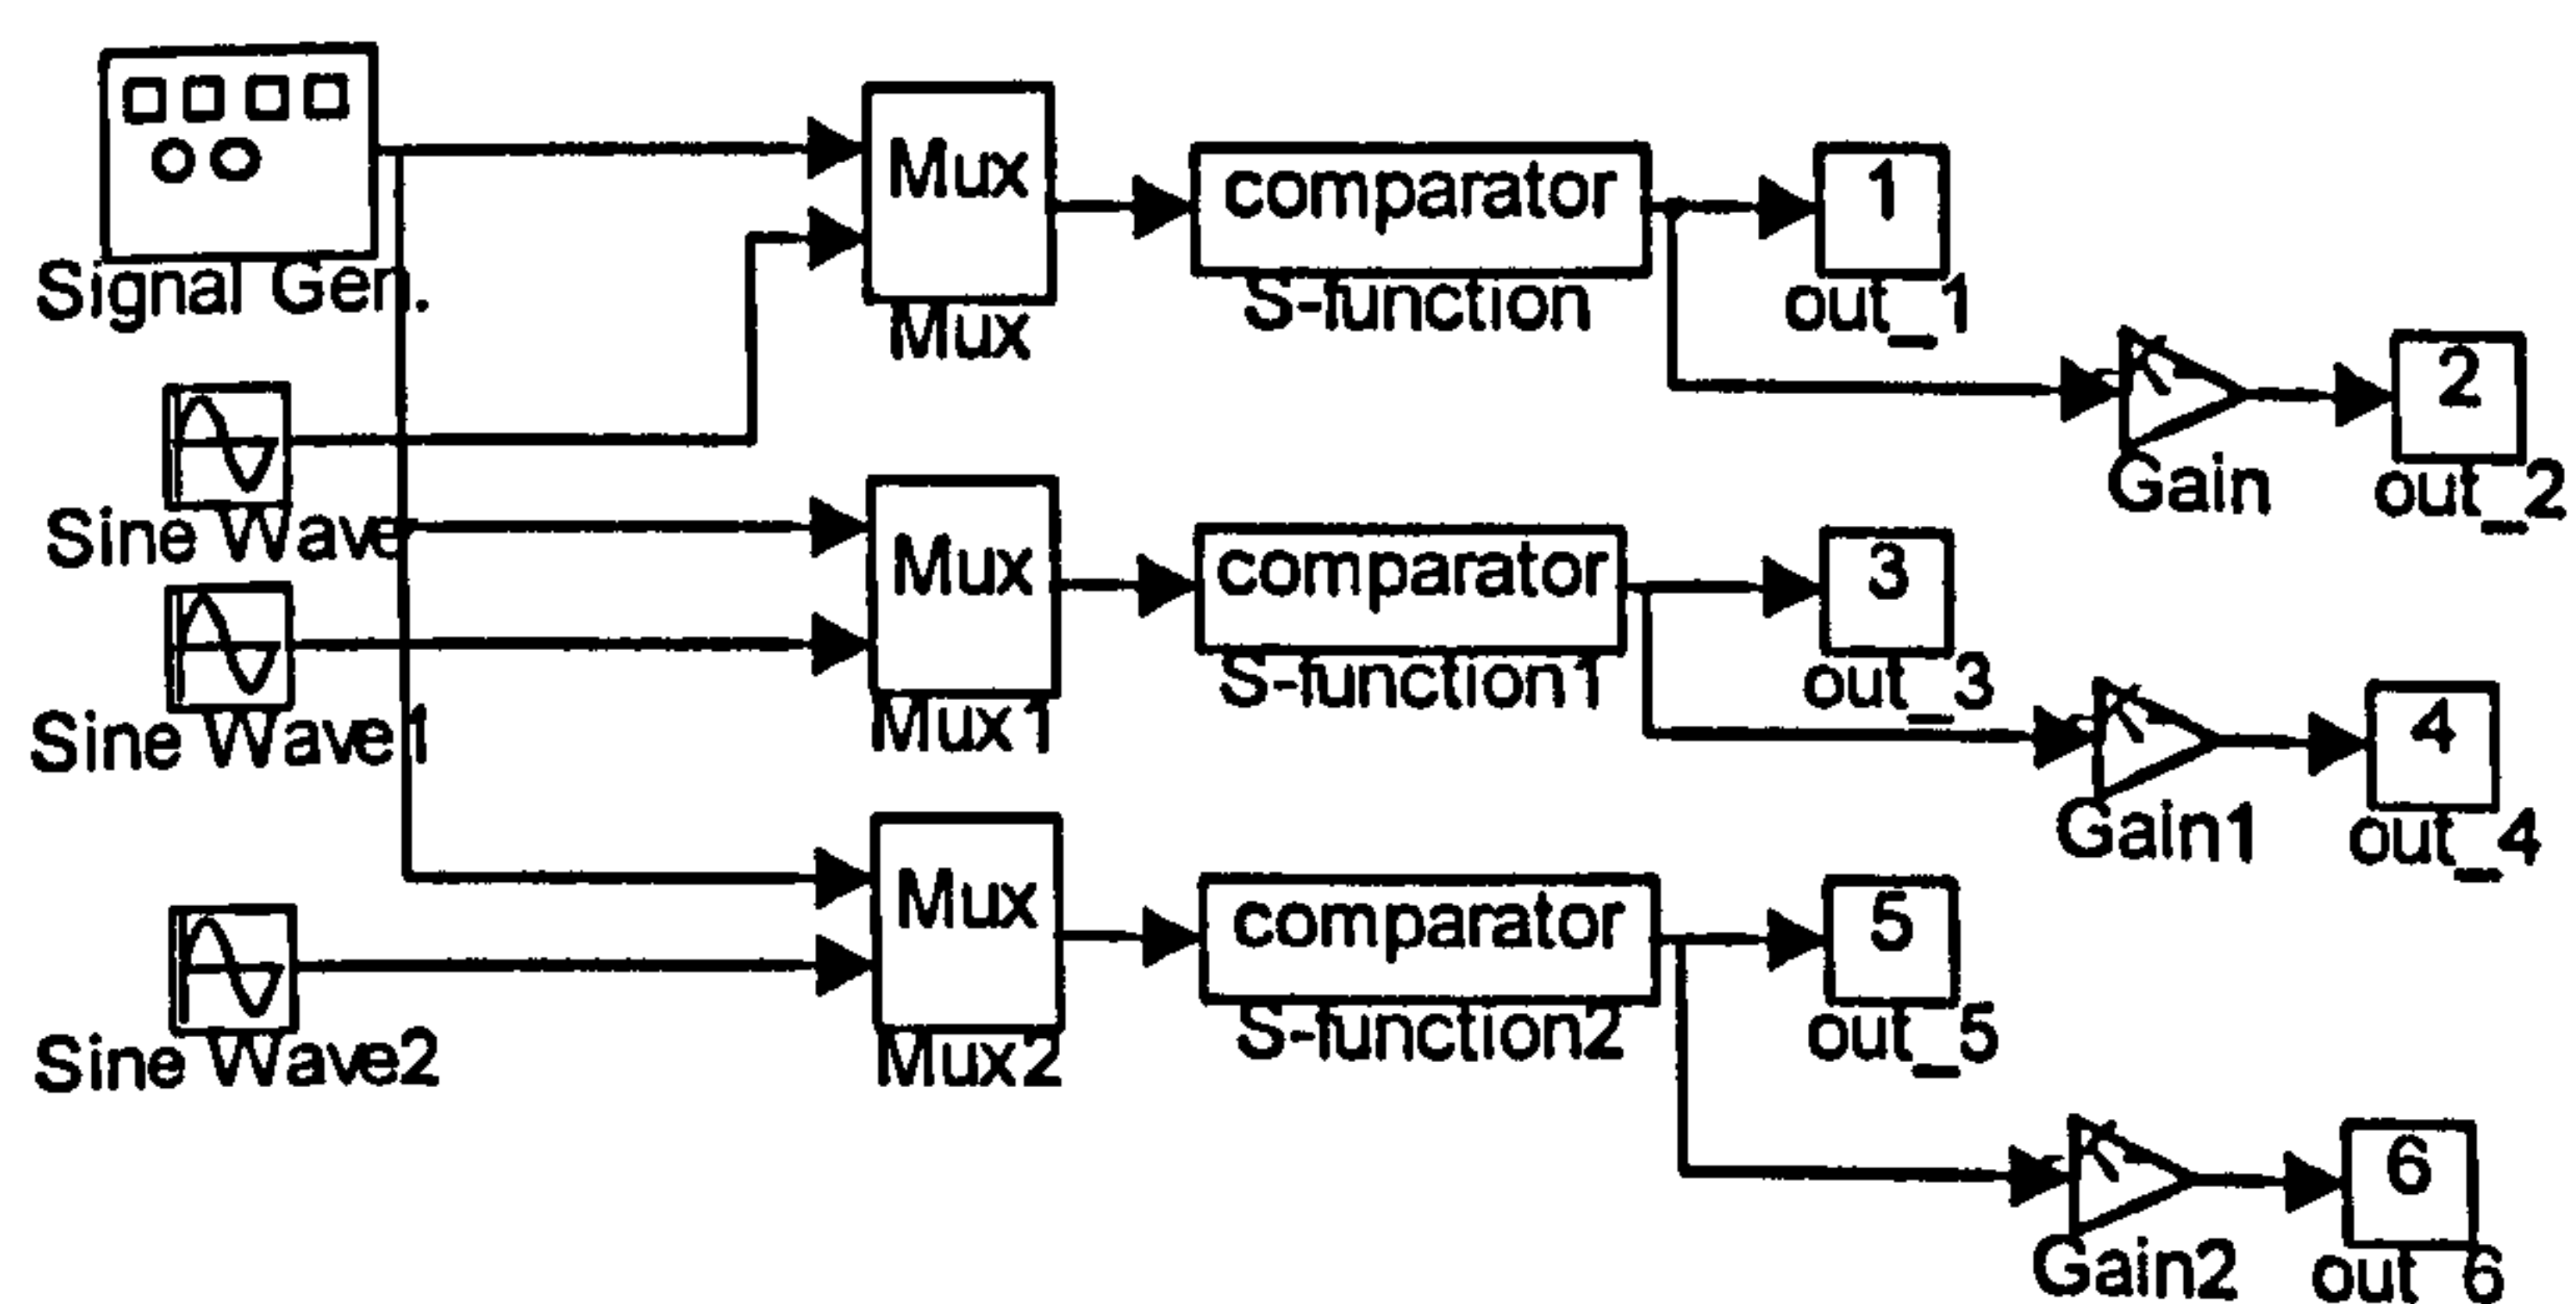 Signal Gen.
Mux
Mux
comparator
S-function
1
out_1
Gain
2
out_2
Sine Wave
Mux
Mux1
comparator
S-function1
3
out_3
Gain1
4
out_4
Sine Wave1
Mux
Mux2
comparator
S-function2
5
out_5
Sine Wave2
Gain2
6
out_6